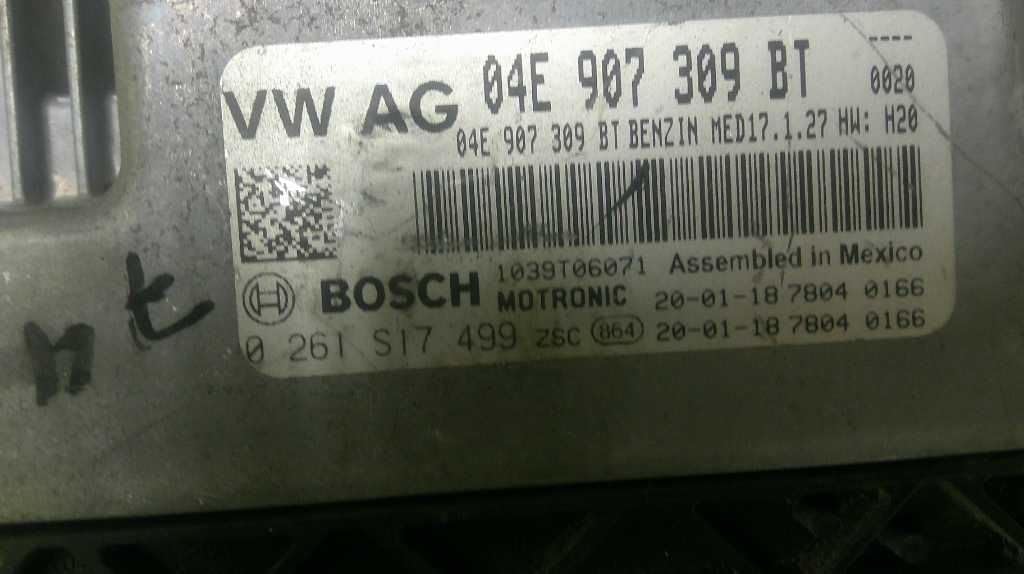 VW AG 04E 907 309 BT ----
0020
04E 907 309 BT BENZIN MED17.1.27 HW: H20
1039T06071 Assembled in Mexico
BOSCH MOTRONIC 20-01-18 7804 0166
0 261 S17 499 ZSC 864 20-01-18 7804 0166